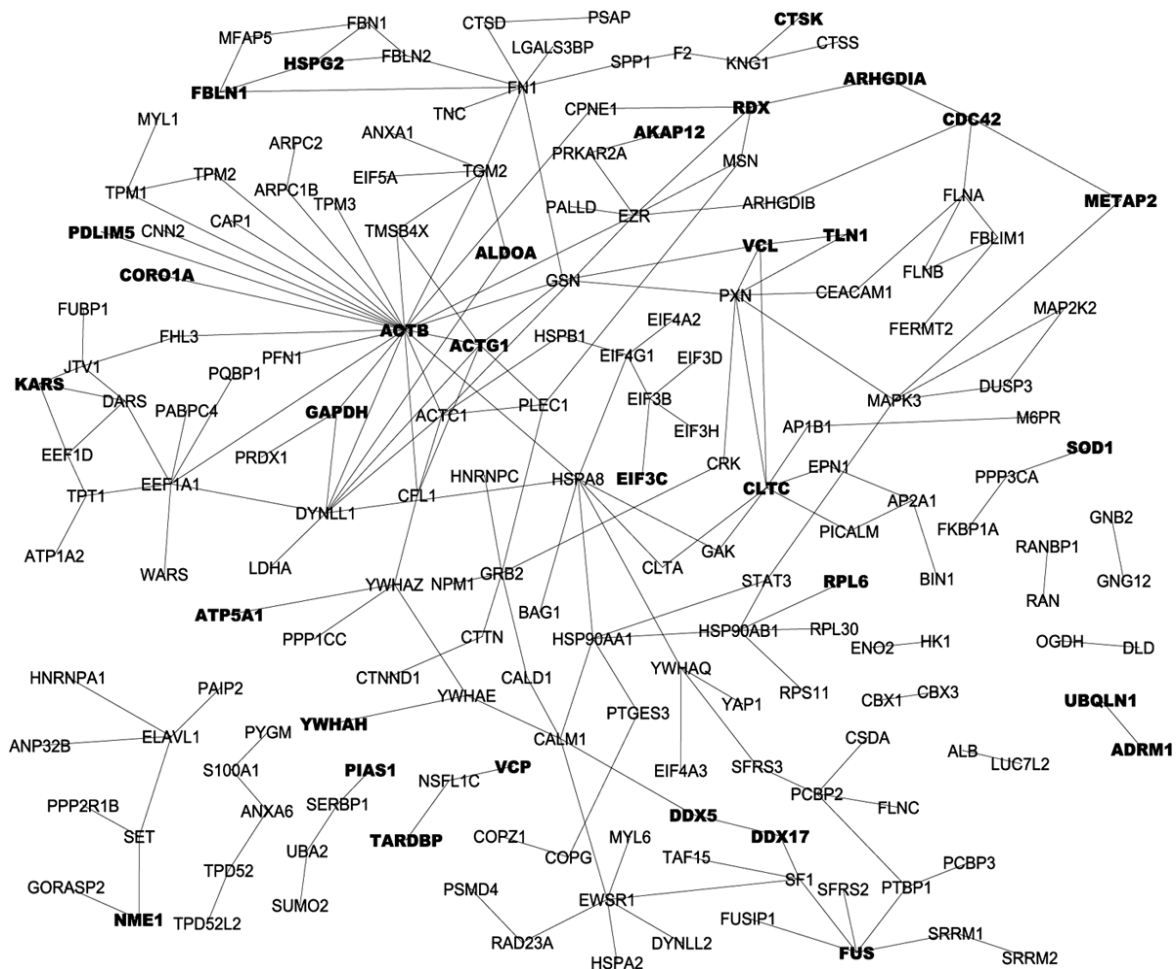 CTSD
PSAP
CTSK
FBN1
MFAP5
LGALS3BP
CTSS
HSPG2
FBLN2
SPP1
F2
KNG1
FBLN1
FN1
ARHGDIA
TNC
CPNE1
RDX
CDC42
MYL1
ANXA1
AKAP12
ARPC2
PRKAR2A
MSN
TPM2
TGM2
EIF5A
TPM1
ARPC1B
TPM3
PALLD
EZR
ARHGDIB
FLNA
METAP2
PDLIM5
CNN2
CAP1
TMSB4X
ALDOA
VCL
TLN1
FBLIM1
CORO1A
GSN
FLNB
PXN
CEACAM1
FUBP1
MAP2K2
FHL3
ACTB
ACTG1
HSPB1
EIF4A2
FERMT2
JTV1
PFN1
EIF4G1
EIF3D
KARS
PQBP1
DUSP3
DARS
PABPC4
GAPDH
ACTC1
PLEC1
EIF3B
MAPK3
M6PR
EIF3H
AP1B1
EEF1D
PRDX1
SOD1
HNRNPC
HSPA8
EIF3C
CRK
EPN1
PPP3CA
TPT1
EEF1A1
CFL1
CLTC
DYNLL1
AP2A1
GNB2
FKBP1A
PICALM
ATP1A2
GAK
RANBP1
WARS
LDHA
CLTA
YWHAZ
NPM1
GRB2
STAT3
RPL6
BIN1
GNG12
RAN
ATP5A1
BAG1
PPP1CC
CTTN
HSP90AA1
HSP90AB1
RPL30
ENO2
HK1
OGDH
DLD
HNRNPA1
CTNND1
CALD1
YWHAQ
PAIP2
YWHAE
YAP1
RPS11
CBX1
CBX3
UBQLN1
PTGES3
YWHAH
ELAVL1
PYGM
CALM1
CSDA
ANP32B
ALB
ADRM1
S100A1
PIAS1
VCP
EIF4A3
SFRS3
LUC7L2
NSFL1C
PCBP2
PPP2R1B
SERBP1
ANXA6
DDX5
FLNC
SET
TARDBP
COPZ1
MYL6
DDX17
UBA2
COPG
TAF15
TPD52
PCBP3
GORASP2
PSMD4
EWSR1
SF1
SFRS2
PTBP1
NME1
TPD52L2
SUMO2
FUSIP1
RAD23A
DYNLL2
SRRM1
HSPA2
FUS
SRRM2